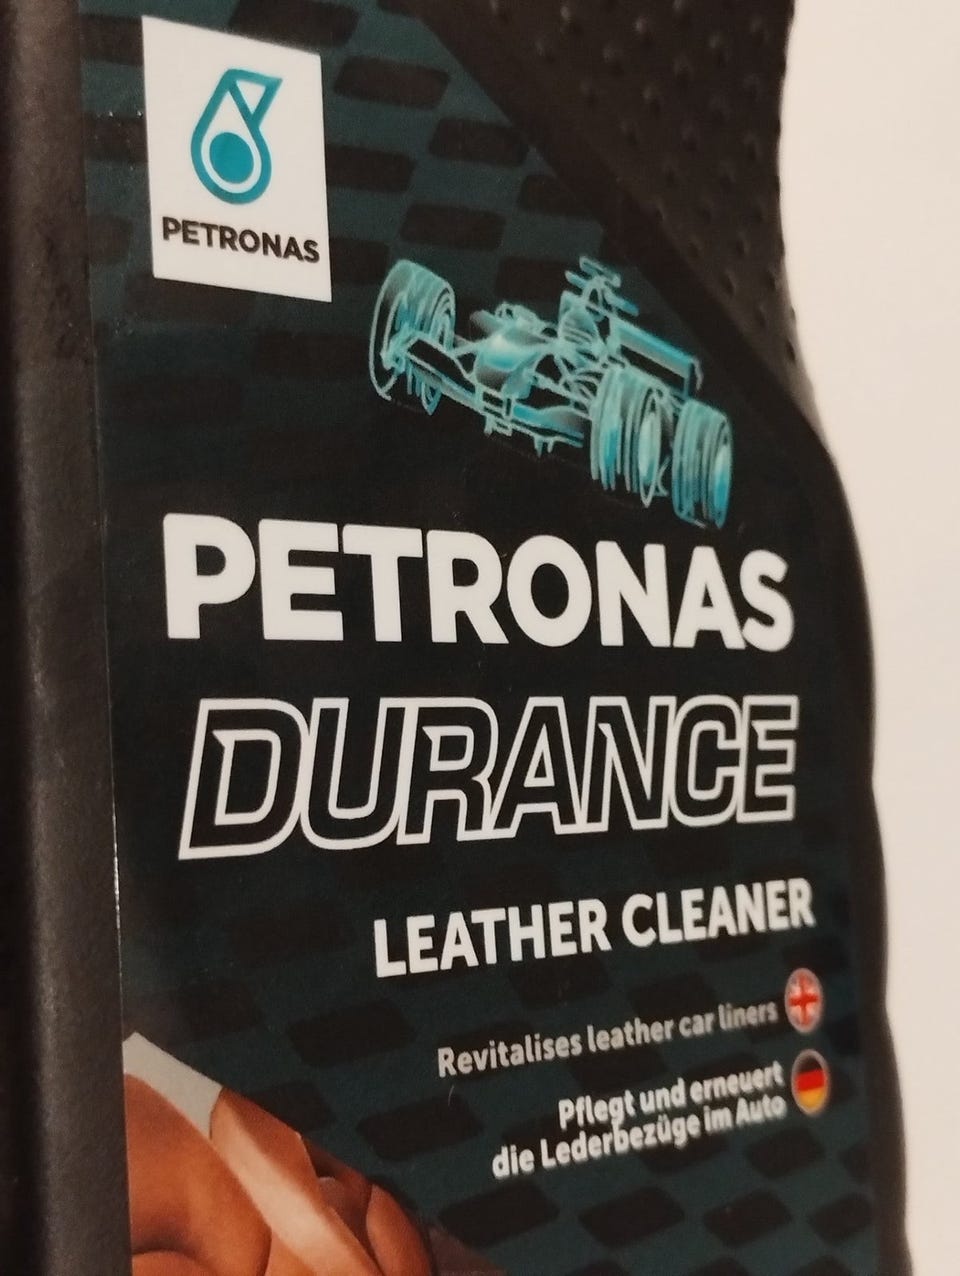 PETRONAS
PETRONAS
DURANCE
LEATHER CLEANER
Revitalises leather car liners
Pflegt und erneuert
die Lederbezüge im Auto